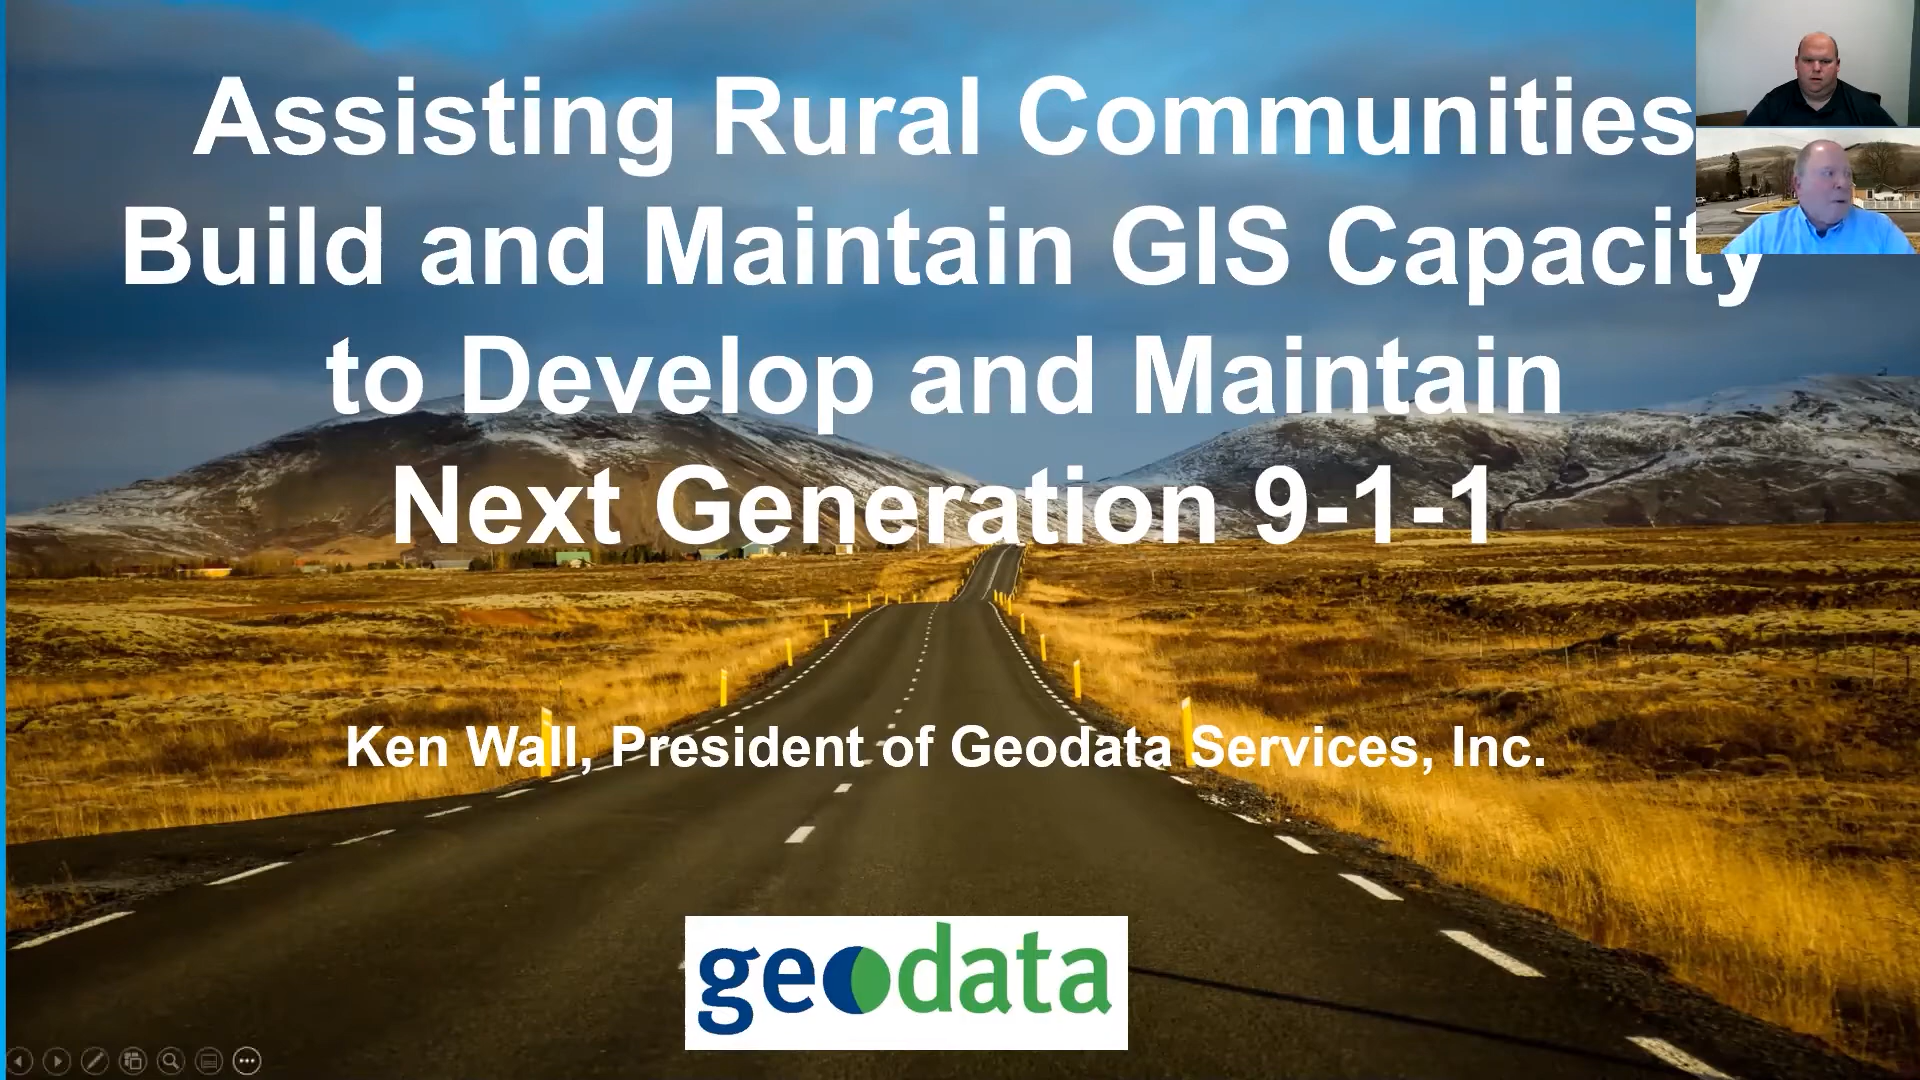 Assisting Rural Communities
Build and Maintain GIS Capacity
to Develop and Maintain
Next Generation 9-1-1
Ken Wall, President of Geodata Services, Inc.
geodata